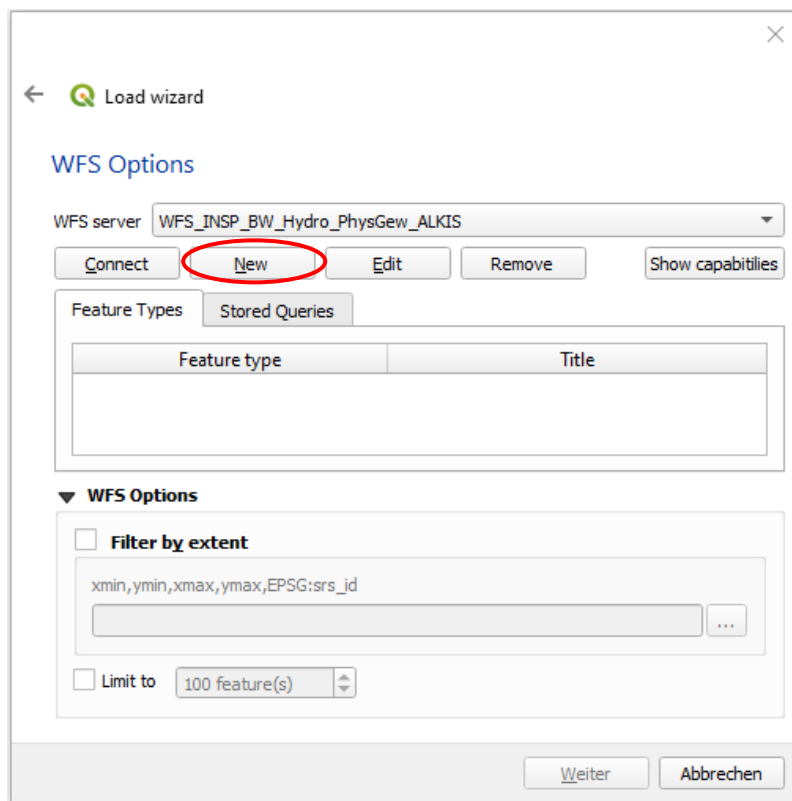 Load wizard
WFS Options
WFS server WFS_INSP_BW_Hydro_PhysGew_ALKIS
Connect New Edit Remove Show capabitilies
Feature Types Stored Queries
Feature type Title
WFS Options
Filter by extent
xmin,ymin,xmax,ymax,EPSG:srs_id
...
Limit to 100 feature(s)
Weiter Abbrechen